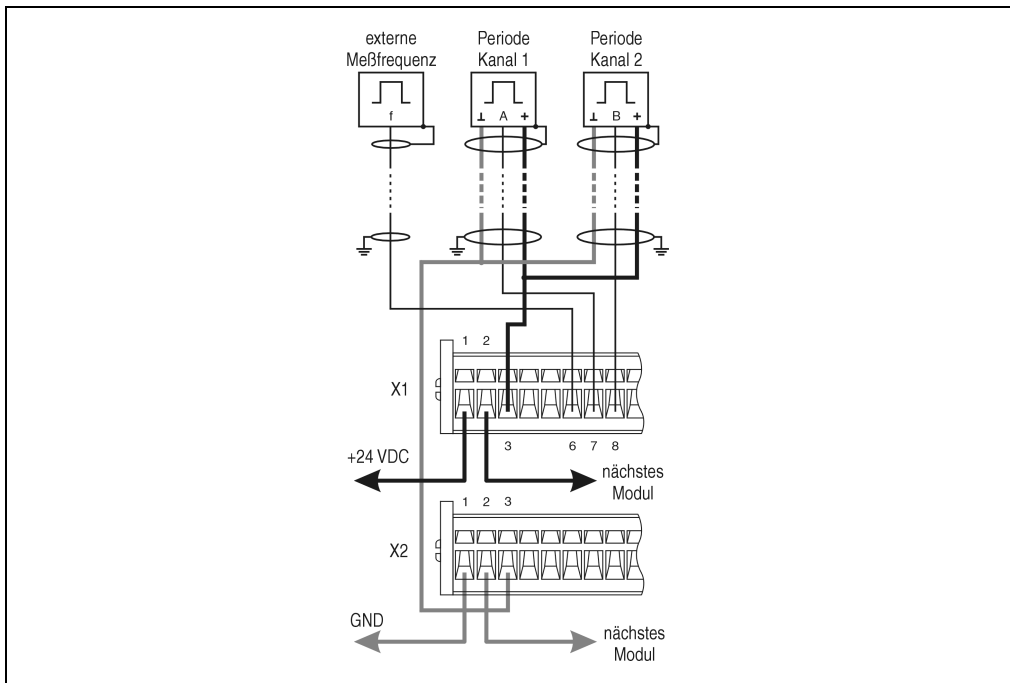 externe
Meßfrequenz
Periode
Kanal 1
Periode
Kanal 2
f
⊥ A +
⊥ B +
1 2
X1
3 6 7 8
+24 VDC
nächstes
Modul
1 2 3
X2
GND
nächstes
Modul